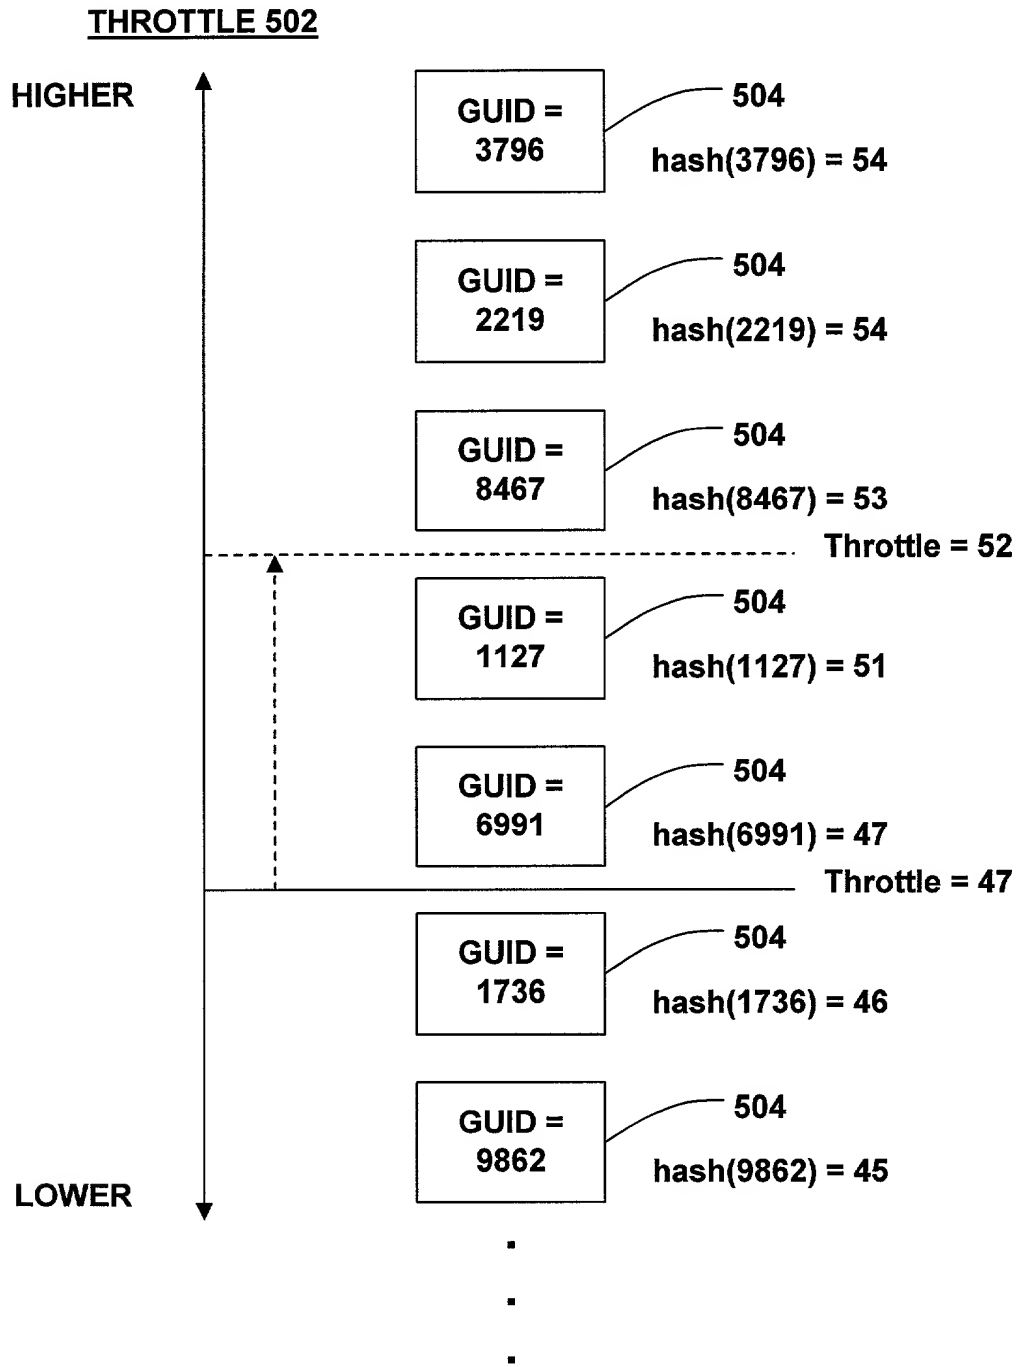 THROTTLE 502
HIGHER
GUID =
3796
504
hash(3796) = 54
GUID =
2219
504
hash(2219) = 54
GUID =
8467
504
hash(8467) = 53
Throttle = 52
GUID =
1127
504
hash(1127) = 51
GUID =
6991
504
hash(6991) = 47
Throttle = 47
GUID =
1736
504
hash(1736) = 46
GUID =
9862
504
hash(9862) = 45
LOWER